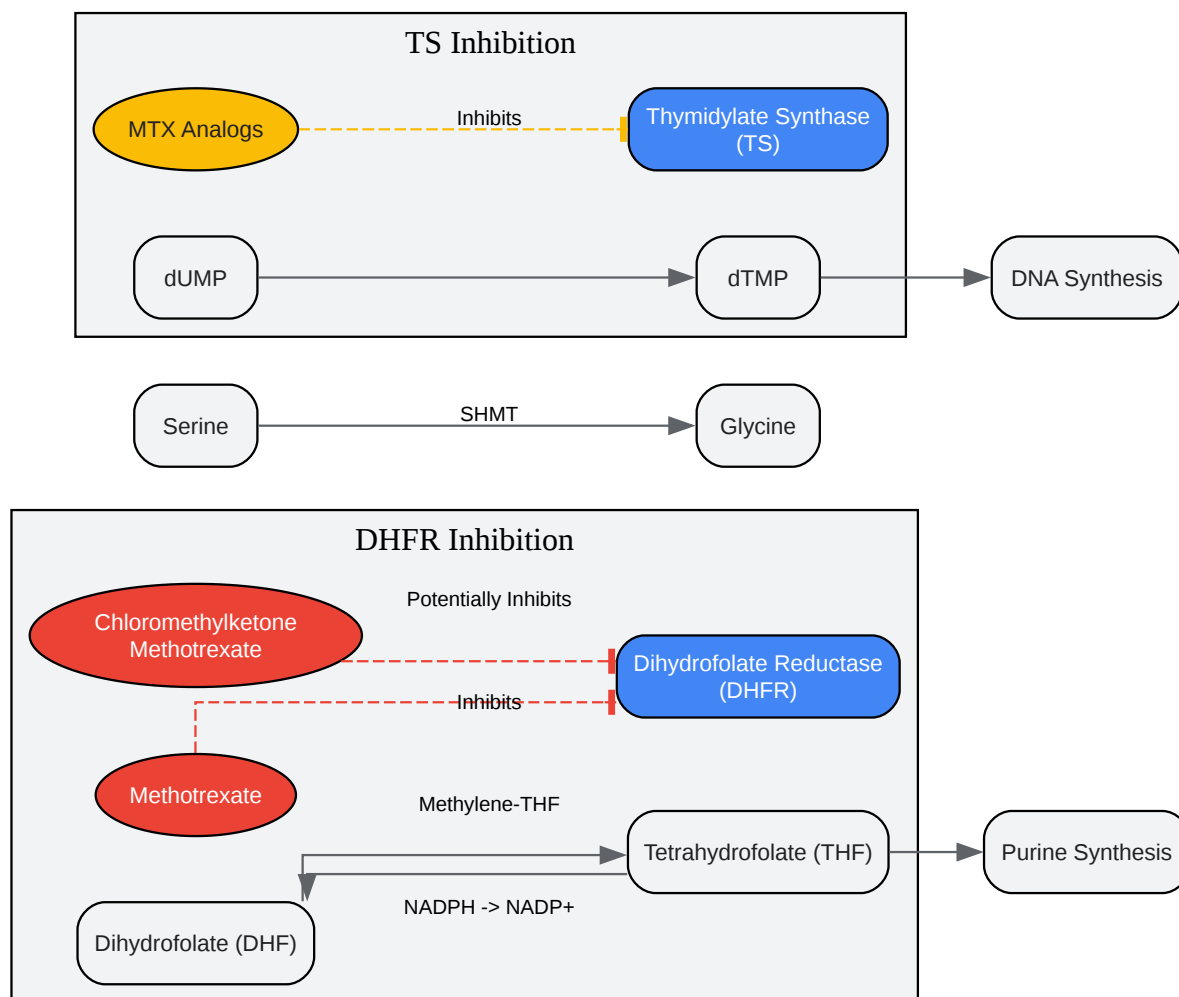 TS Inhibition
MTX Analogs
Inhibits
Thymidylate Synthase
(TS)
dUMP
dTMP
DNA Synthesis
Serine
SHMT
Glycine
DHFR Inhibition
Chloromethylketone
Methotrexate
Potentially Inhibits
Dihydrofolate Reductase
(DHFR)
Inhibits
Methotrexate
Methylene-THF
Tetrahydrofolate (THF)
Purine Synthesis
NADPH -> NADP+
Dihydrofolate (DHF)